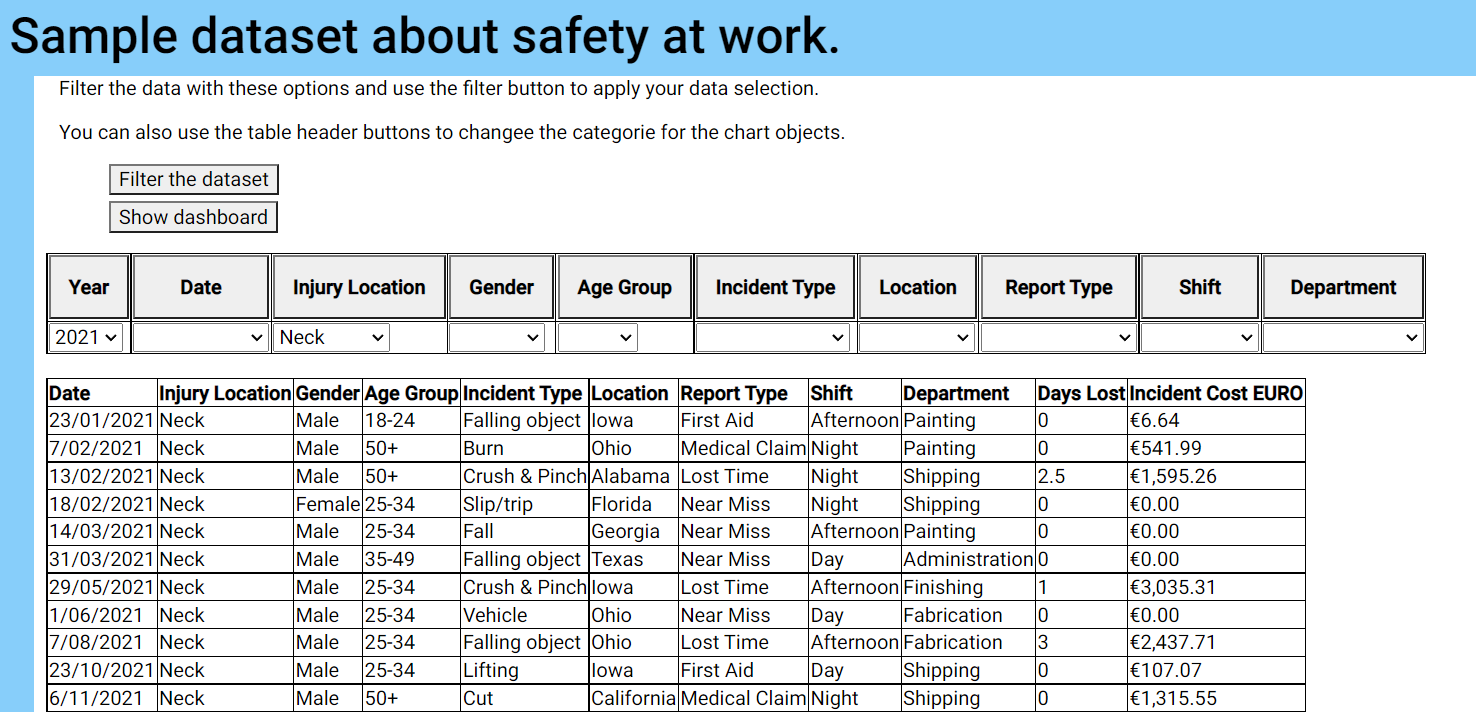 Sample dataset about safety at work.
Filter the data with these options and use the filter button to apply your data selection.
You can also use the table header buttons to changee the categorie for the chart objects.
Filter the dataset
Show dashboard
Year Date Injury Location Gender Age Group Incident Type Location Report Type Shift Department
2021 Neck
Date Injury Location Gender Age Group Incident Type Location Report Type Shift Department Days Lost Incident Cost EURO
23/01/2021 Neck Male 18-24 Falling object Iowa First Aid Afternoon Painting 0 €6.64
7/02/2021 Neck Male 50+ Burn Ohio Medical Claim Night Painting 0 €541.99
13/02/2021 Neck Male 50+ Crush & Pinch Alabama Lost Time Night Shipping 2.5 €1,595.26
18/02/2021 Neck Female 25-34 Slip/trip Florida Near Miss Night Shipping 0 €0.00
14/03/2021 Neck Male 25-34 Fall Georgia Near Miss Afternoon Painting 0 €0.00
31/03/2021 Neck Male 35-49 Falling object Texas Near Miss Day Administration 0 €0.00
29/05/2021 Neck Male 25-34 Crush & Pinch Iowa Lost Time Afternoon Finishing 1 €3,035.31
1/06/2021 Neck Male 25-34 Vehicle Ohio Near Miss Day Fabrication 0 €0.00
7/08/2021 Neck Male 25-34 Falling object Ohio Lost Time Afternoon Fabrication 3 €2,437.71
23/10/2021 Neck Male 25-34 Lifting Iowa First Aid Day Shipping 0 €107.07
6/11/2021 Neck Male 50+ Cut California Medical Claim Night Shipping 0 €1,315.55